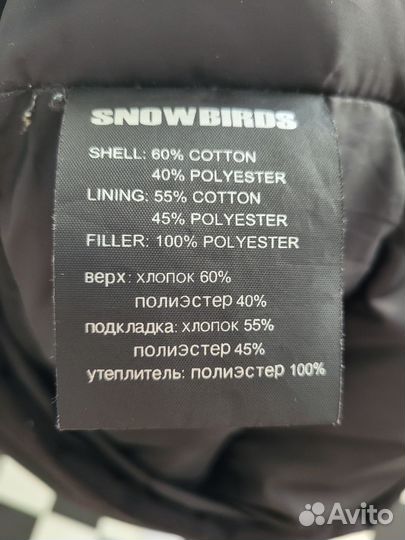 SNOWBIRDS
SHELL: 60% COTTON
40% POLYESTER
LINING: 55% COTTON
45% POLYESTER
FILLER: 100% POLYESTER
верх: хлопок 60%
полиэстер 40%
подкладка: хлопок 55%
полиэстер 45%
утеплитель: полиэстер 100%
Avito